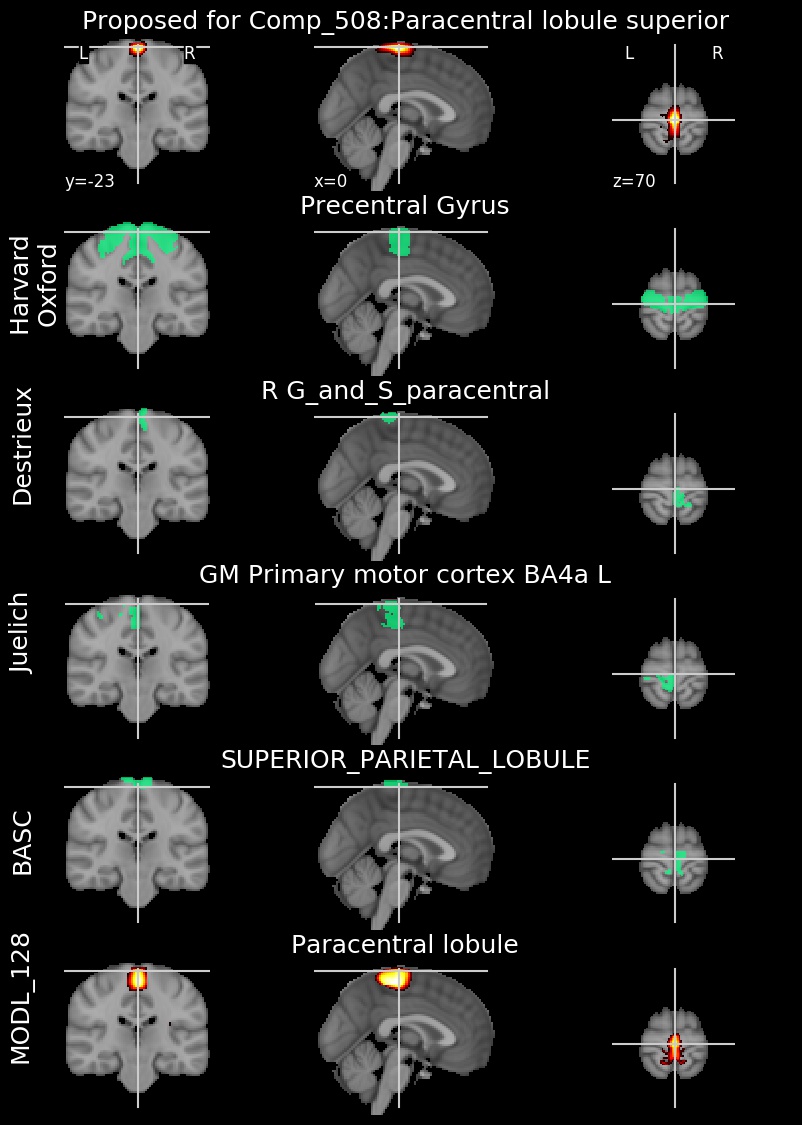 Proposed for Comp_508:Paracentral lobule superior
L R L R
y=-23 x=0 z=70
Precentral Gyrus
Harvard
Oxford
R G_and_S_paracentral
Destrieux
GM Primary motor cortex BA4a L
Juelich
SUPERIOR_PARIETAL_LOBULE
BASC
Paracentral lobule
MODL_128